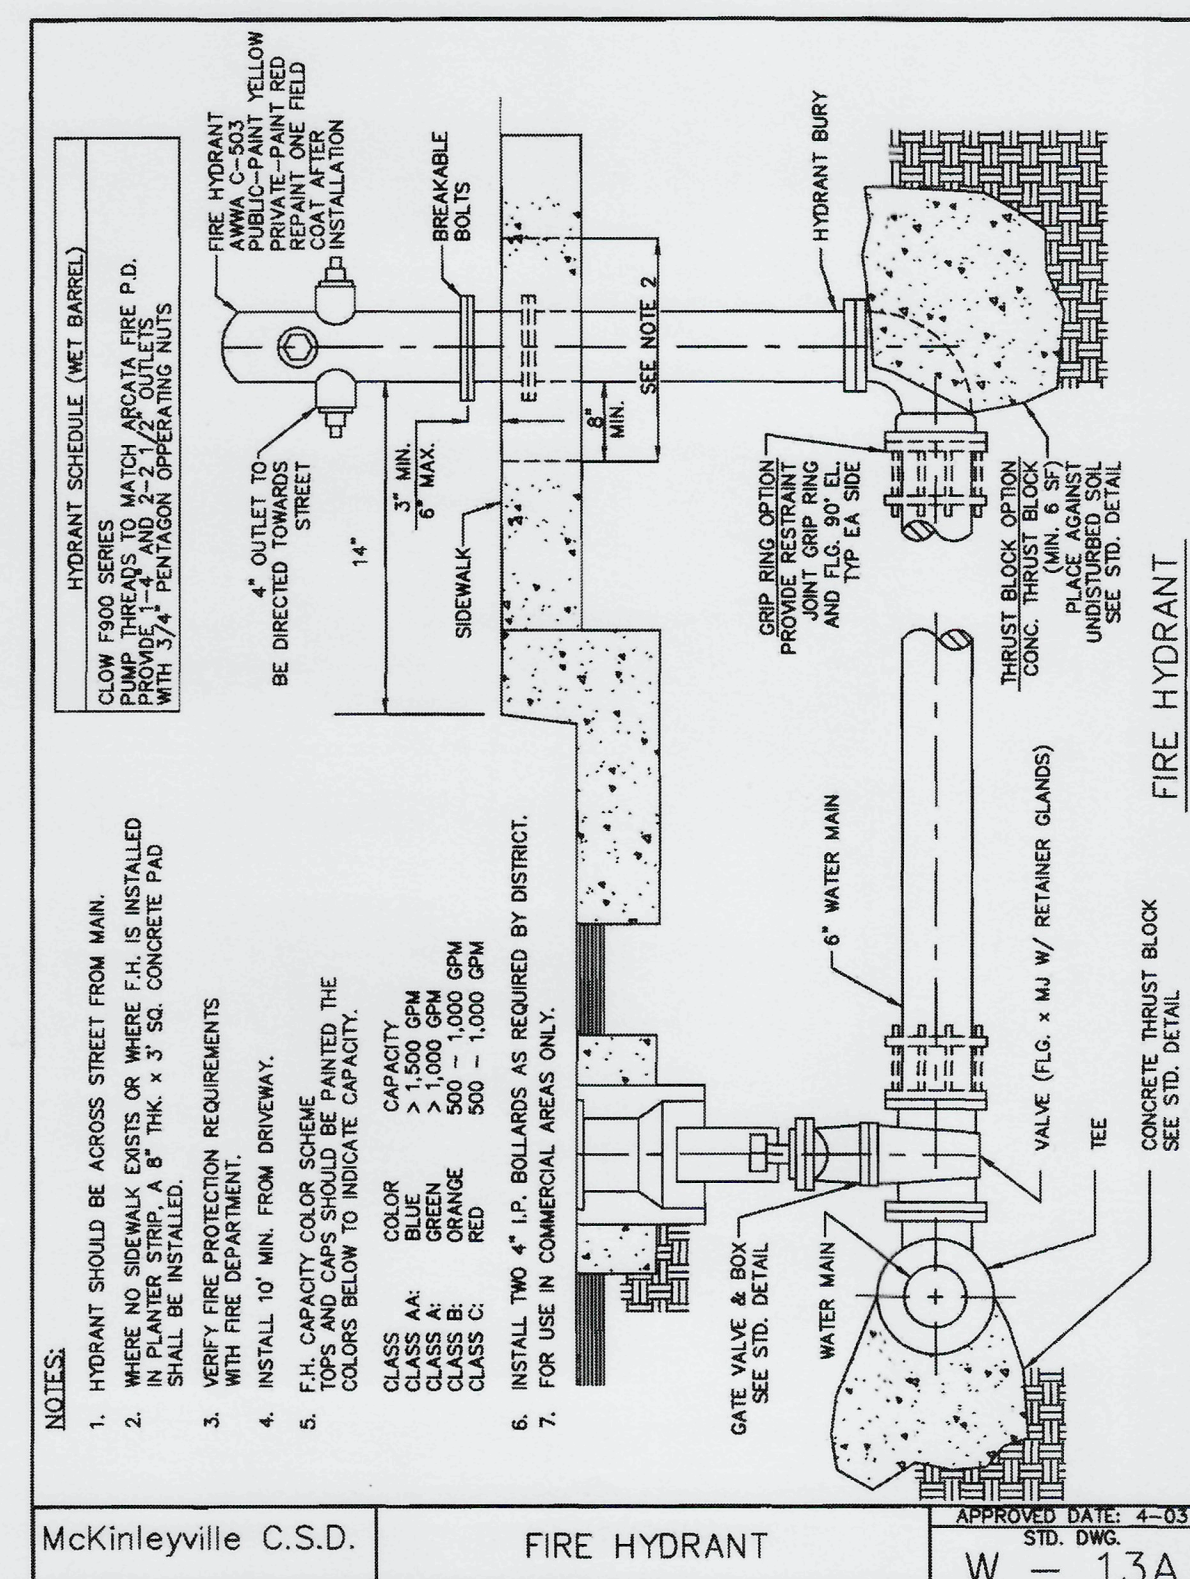 NOTES:
1. HYDRANT SHOULD BE ACROSS STREET FROM MAIN.
2. WHERE NO SIDEWALK EXISTS OR WHERE F.H. IS INSTALLED
IN PLANTER STRIP, A 8" THK. x 3' SQ. CONCRETE PAD
SHALL BE INSTALLED.
3. VERIFY FIRE PROTECTION REQUIREMENTS
WITH FIRE DEPARTMENT.
4. INSTALL 10' MIN. FROM DRIVEWAY.
5. F.H. CAPACITY COLOR SCHEME
TOPS AND CAPS SHOULD BE PAINTED THE
COLORS BELOW TO INDICATE CAPACITY.
CLASS COLOR CAPACITY
CLASS AA: BLUE > 1,500 GPM
CLASS A: GREEN > 1,000 GPM
CLASS B: ORANGE 500 - 1,000 GPM
CLASS C: RED 500 - 1,000 GPM
6. INSTALL TWO 4" I.P. BOLLARDS AS REQUIRED BY DISTRICT.
7. FOR USE IN COMMERCIAL AREAS ONLY.
HYDRANT SCHEDULE (WET BARREL)
CLOW F900 SERIES
PUMP THREADS TO MATCH ARCATA FIRE P.D.
PROVIDE 1-4" AND 2-2 1/2" OUTLETS
WITH 3/4" PENTAGON OPPERATING NUTS
FIRE HYDRANT
AWWA C-503
PUBLIC-PAINT YELLOW
PRIVATE-PAINT RED
REPAINT ONE FIELD
COAT AFTER
INSTALLATION
4" OUTLET TO
BE DIRECTED TOWARDS
STREET
14"
BREAKABLE
BOLTS
3" MIN.
6" MAX.
SIDEWALK
8"
MIN.
SEE NOTE 2
HYDRANT BURY
GRIP RING OPTION
PROVIDE RESTRAINT
JOINT GRIP RING
AND FLG. 90° EL.
TYP EA SIDE
THRUST BLOCK OPTION
CONC. THRUST BLOCK
(MIN. 6 SF)
PLACE AGAINST
UNDISTURBED SOIL
SEE STD. DETAIL
GATE VALVE & BOX
SEE STD. DETAIL
WATER MAIN
6" WATER MAIN
VALVE (FLG. x MJ W/ RETAINER GLANDS)
TEE
CONCRETE THRUST BLOCK
SEE STD. DETAIL
FIRE HYDRANT
McKinleyville C.S.D.
FIRE HYDRANT
APPROVED DATE: 4-03
STD. DWG.
W - 13A